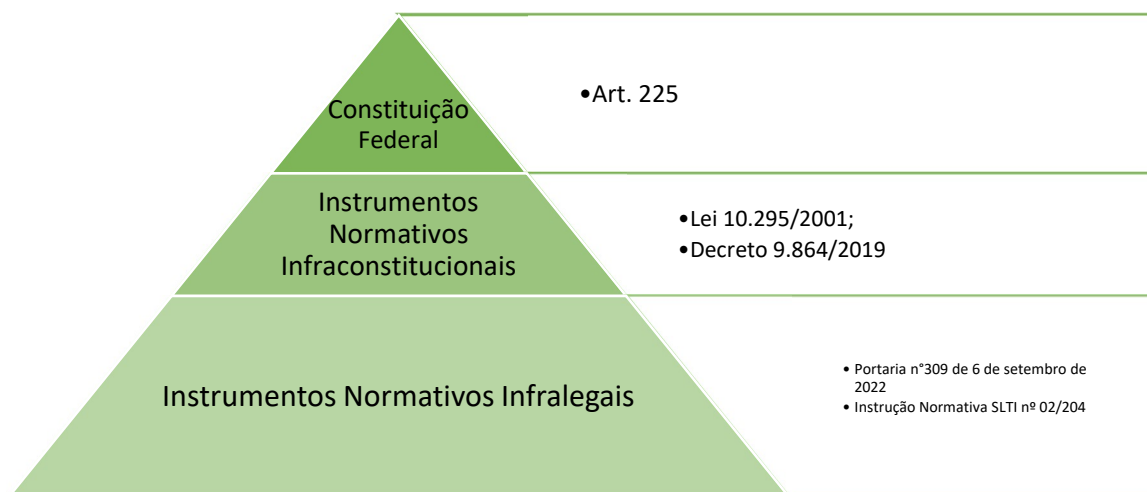 Constituição
Federal
•Art. 225
Instrumentos
Normativos
Infraconstitucionais
•Lei 10.295/2001;
•Decreto 9.864/2019
Instrumentos Normativos Infralegais
• Portaria n°309 de 6 de setembro de
2022
• Instrução Normativa SLTI nº 02/204